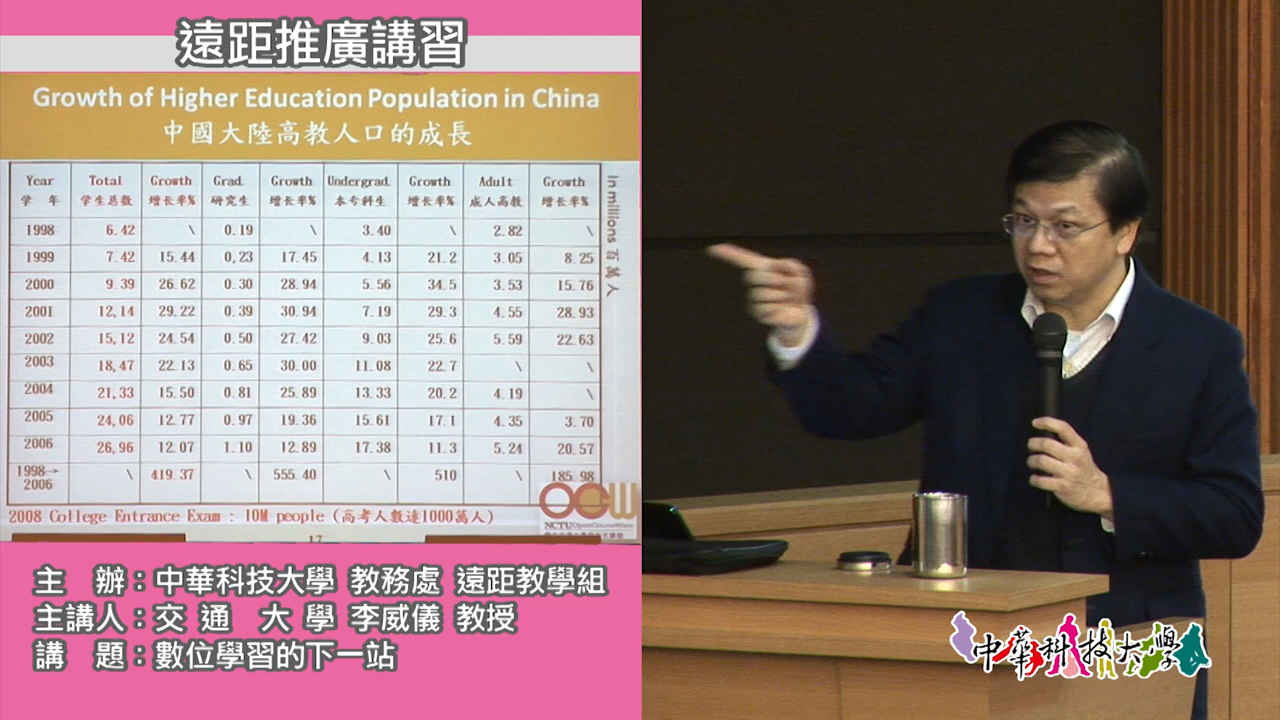 遠距推廣講習
Growth of Higher Education Population in China
中國大陸高教人口的成長
Year Total Growth Grad. Growth Undergrad. Growth Adult Growth
学 年 学生总数 增长率% 研究生 增长率% 本专科生 增长率% 成人高教 增长率%
In millions 百萬人
1998 6.42 \ 0.19 \ 3.40 \ 2.82 \
1999 7.42 15.44 0,23 17.45 4.13 21.2 3.05 8.25
2000 9.39 26.62 0.30 28.94 5.56 34.5 3.53 15.76
2001 12,14 29.22 0.39 30.94 7.19 29.3 4.55 28.93
2002 15,12 24.54 0.50 27.42 9.03 25.6 5.59 22.63
2003 18,47 22.13 0.65 30.00 11.08 22.7 \ \
2004 21,33 15.50 0.81 25.89 13.33 20.2 4.19 \
2005 24,06 12.77 0.97 19.36 15.61 17.1 4.35 3.70
2006 26,96 12.07 1.10 12.89 17.38 11.3 5.24 20.57
1998→ \ 419.37 \ 555.40 \ 510 \ 185.98
2006
OCW
2008 College Entrance Exam : 10M people (高考人數達1000萬人)
NCTU OpenCourseWare
17
主 辦：中華科技大學 教務處 遠距教學組
主講人：交 通 大 學 李威儀 教授
講 題：數位學習的下一站
中華科技大學